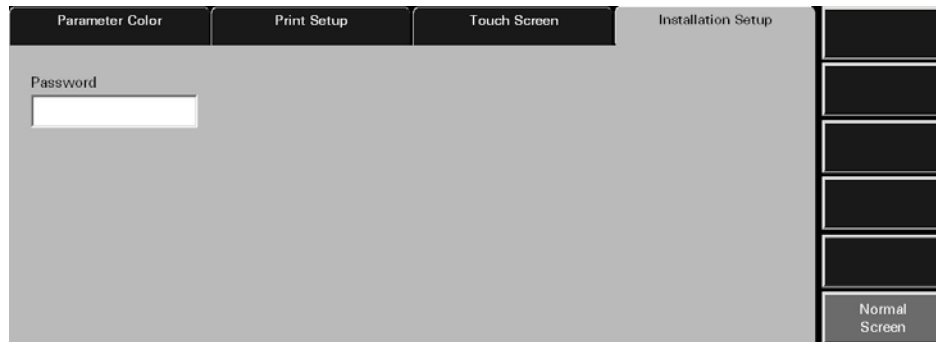 Parameter Color
Print Setup
Touch Screen
Installation Setup
Password
Normal
Screen